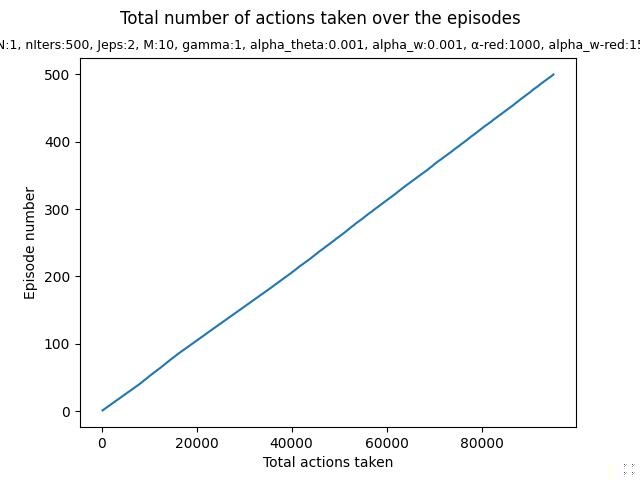 Total number of actions taken over the episodes
N:1, nIters:500, Jeps:2, M:10, gamma:1, alpha_theta:0.001, alpha_w:0.001, α-red:1000, alpha_w-red:15
500
400
300
200
100
0
Episode number
0 20000 40000 60000 80000
Total actions taken